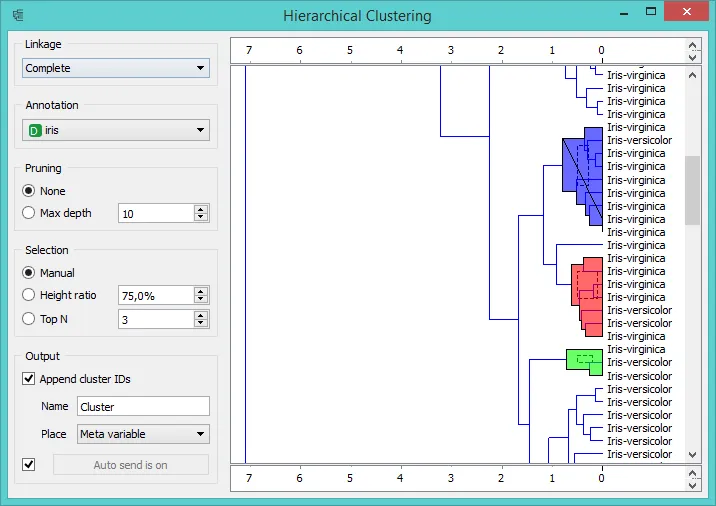 Hierarchical Clustering
Linkage
Complete
Annotation
D iris
Pruning
None
Max depth 10
Selection
Manual
Height ratio 75,0%
Top N 3
Output
Append cluster IDs
Name Cluster
Place Meta variable
Auto send is on
7 6 5 4 3 2 1 0
Iris-virginica
Iris-virginica
Iris-virginica
Iris-virginica
Iris-virginica
Iris-versicolor
Iris-virginica
Iris-virginica
Iris-virginica
Iris-virginica
Iris-virginica
Iris-virginica
Iris-virginica
Iris-virginica
Iris-virginica
Iris-virginica
Iris-virginica
Iris-virginica
Iris-versicolor
Iris-versicolor
Iris-virginica
Iris-virginica
Iris-versicolor
Iris-versicolor
Iris-versicolor
Iris-versicolor
Iris-versicolor
Iris-versicolor
Iris-versicolor
Iris-versicolor
7 6 5 4 3 2 1 0